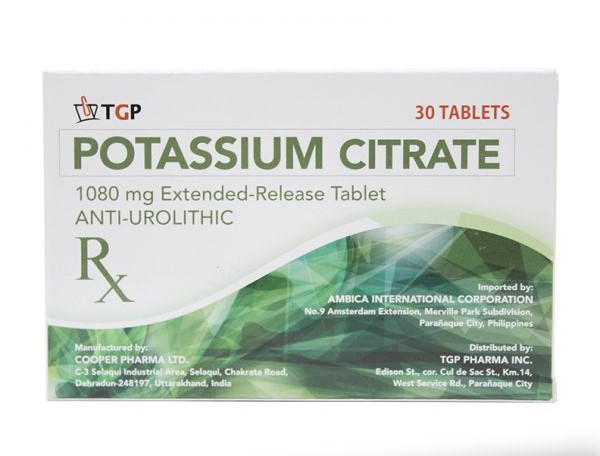 TGP
30 TABLETS
POTASSIUM CITRATE
1080 mg Extended-Release Tablet
ANTI-UROLITHIC
Rx
Imported by:
AMBICA INTERNATIONAL CORPORATION
No.9 Amsterdam Extension, Merville Park Subdivision,
Parañaque City, Philippines
Manufactured by:
COOPER PHARMA LTD.
C-3 Selaqui Industrial Area, Selaqui, Chakrata Road,
Dehradun-248197, Uttarakhand, India
Distributed by:
TGP PHARMA INC.
Edison St., cor. Cul de Sac St., Km.14,
West Service Rd., Parañaque City